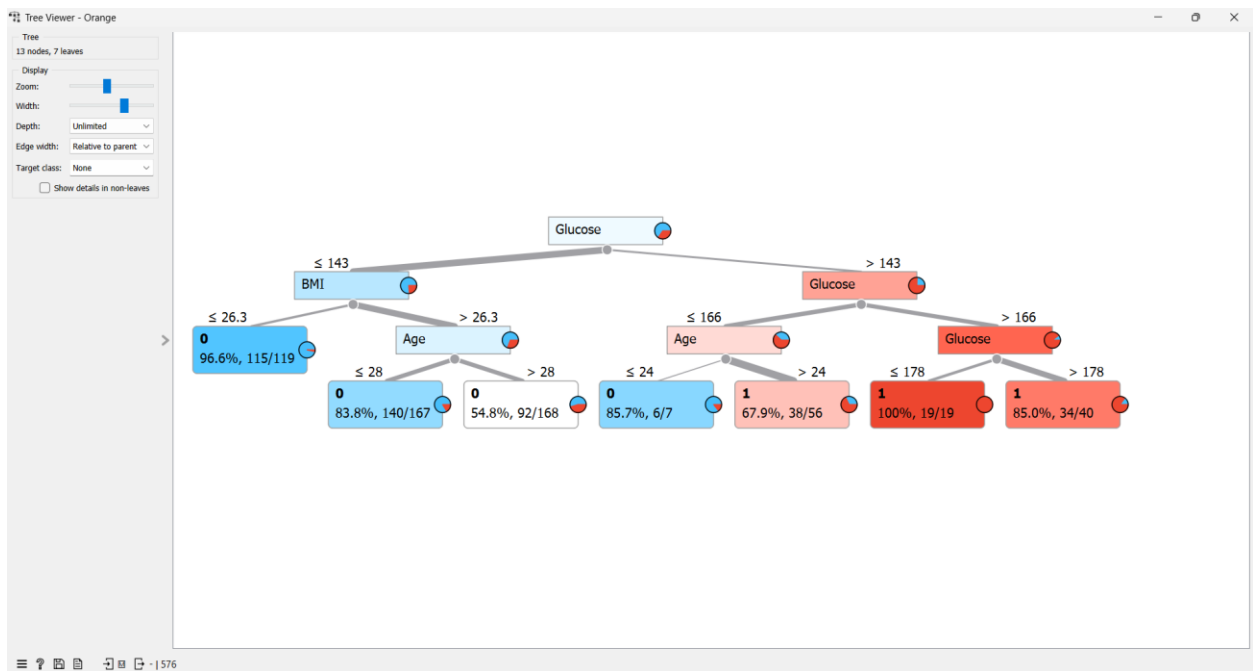 Tree Viewer - Orange
Tree
13 nodes, 7 leaves
Display
Zoom:
Width:
Depth: Unlimited
Edge width: Relative to parent
Target class: None
Show details in non-leaves
Glucose
≤ 143 > 143
BMI Glucose
≤ 26.3 > 26.3 ≤ 166 > 166
0
96.6%, 115/119
Age Age Glucose
≤ 28 > 28 ≤ 24 > 24 ≤ 178 > 178
0 0 0 1 1 1
83.8%, 140/167 54.8%, 92/168 85.7%, 6/7 67.9%, 38/56 100%, 19/19 85.0%, 34/40
? - | 576